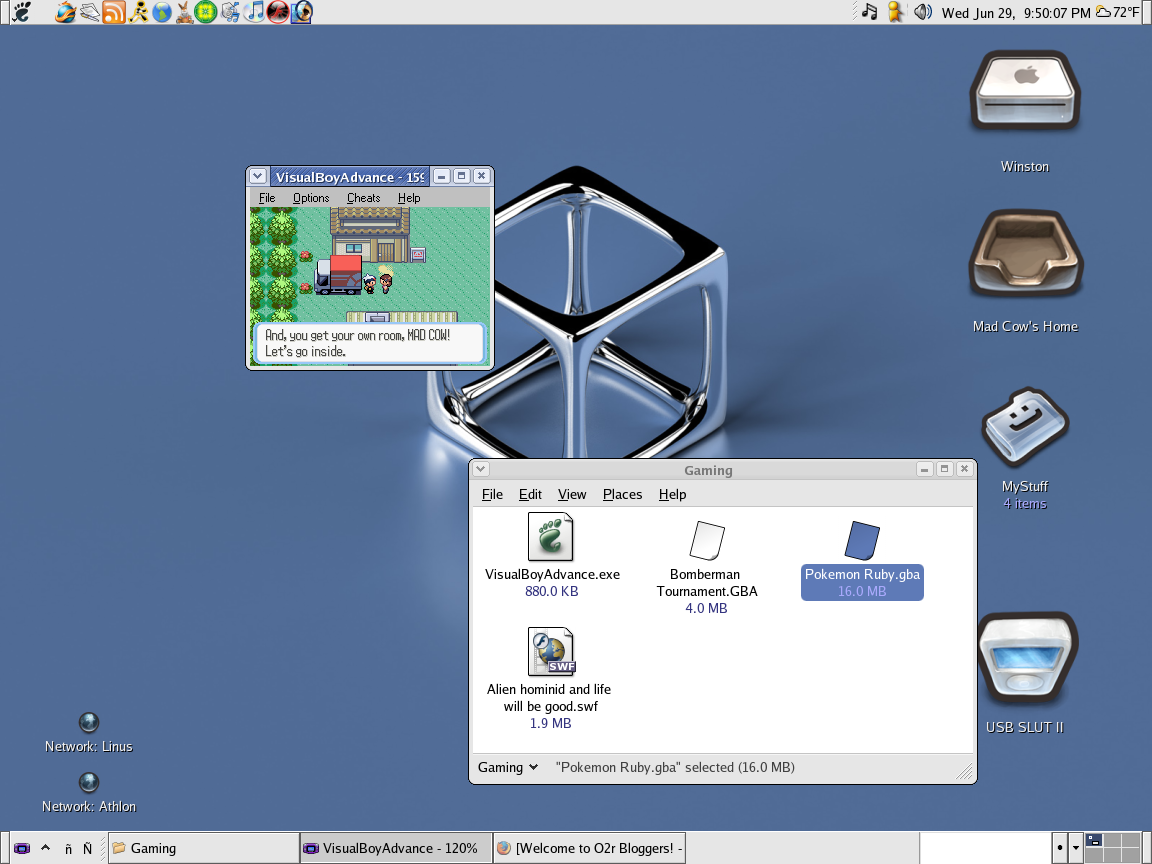 Wed Jun 29, 9:50:07 PM 72°F
Winston
VisualBoyAdvance - 159
File Options Cheats Help
And, you get your own room, MAD COW!
Let's go inside.
Mad Cow's Home
MyStuff
4 items
Gaming
File Edit View Places Help
VisualBoyAdvance.exe
880.0 KB
Bomberman
Tournament.GBA
4.0 MB
Pokemon Ruby.gba
16.0 MB
SWF
Alien hominid and life
will be good.swf
1.9 MB
USB SLUT II
Network: Linus
Gaming "Pokemon Ruby.gba" selected (16.0 MB)
Network: Athlon
ñ Ñ Gaming VisualBoyAdvance - 120% [Welcome to O2r Bloggers! -